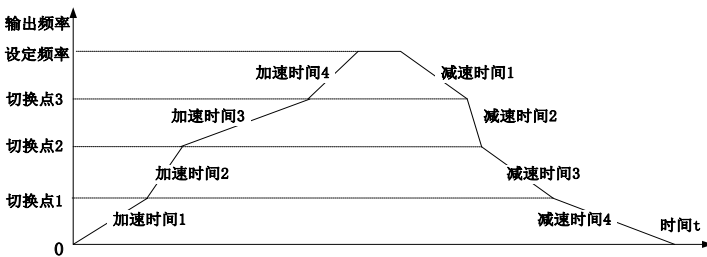 输出频率
设定频率
加速时间4
减速时间1
切换点3
加速时间3
减速时间2
切换点2
加速时间2
减速时间3
切换点1
加速时间1
减速时间4
时间t
0